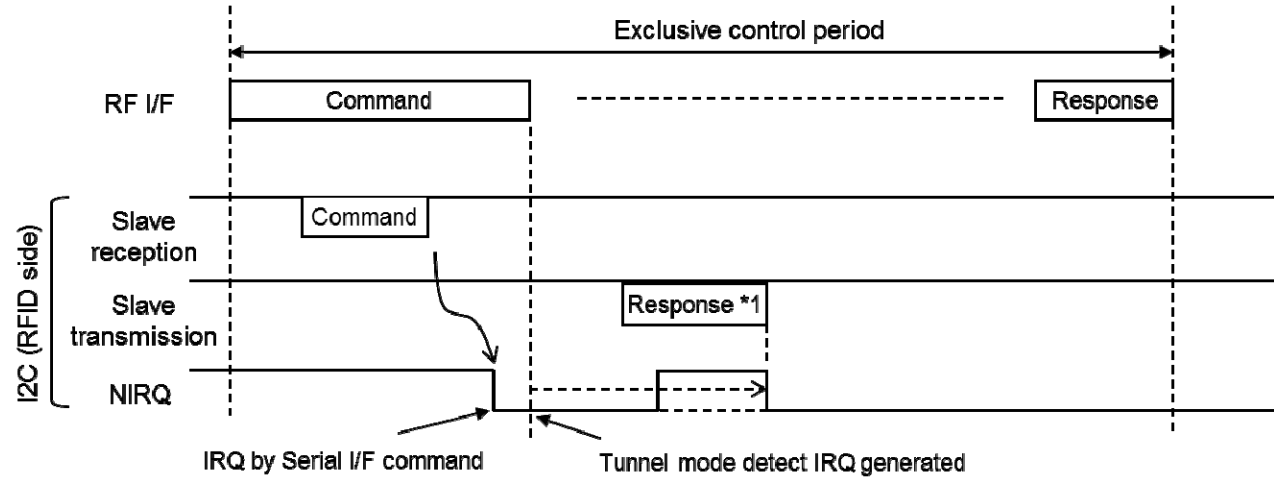 Exclusive control period
RF I/F
Command
Response
I2C (RFID side)
Slave
reception
Command
Slave
transmission
Response *1
NIRQ
IRQ by Serial I/F command
Tunnel mode detect IRQ generated